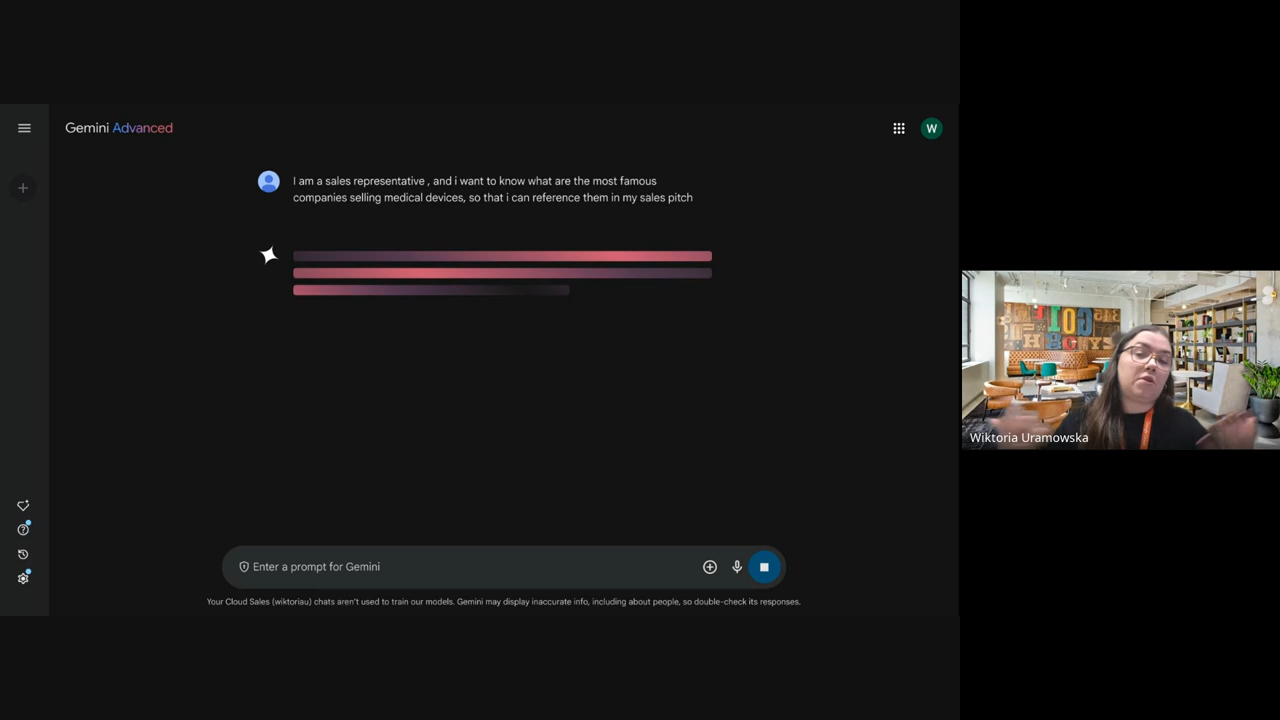 Gemini Advanced
W
I am a sales representative , and i want to know what are the most famous
companies selling medical devices, so that i can reference them in my sales pitch
Enter a prompt for Gemini
Your Cloud Sales (wiktoriau) chats aren't used to train our models. Gemini may display inaccurate info, including about people, so double-check its responses.
Wiktoria Uramowska